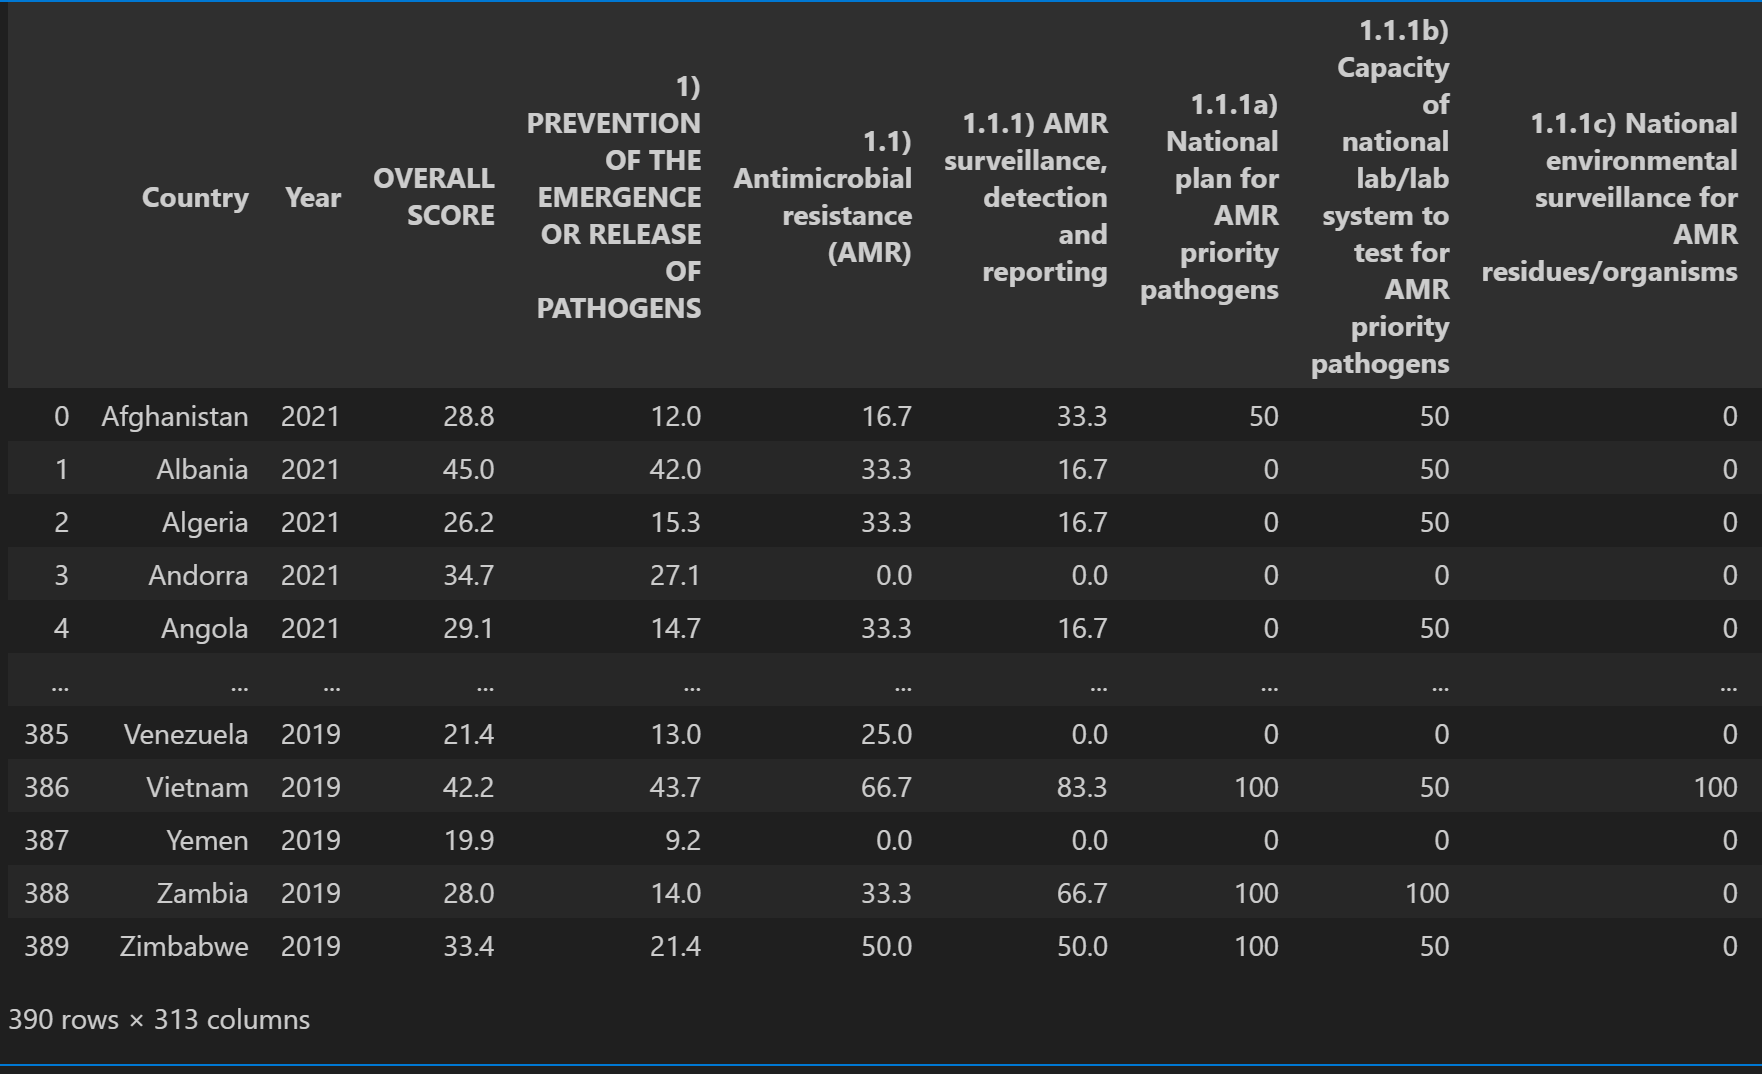 Country Year OVERALL SCORE 1) PREVENTION OF THE EMERGENCE OR RELEASE OF PATHOGENS 1.1) Antimicrobial resistance (AMR) 1.1.1) AMR surveillance, detection and reporting 1.1.1a) National plan for AMR priority pathogens 1.1.1b) Capacity of national lab/lab system to test for AMR priority pathogens 1.1.1c) National environmental surveillance for AMR residues/organisms
0 Afghanistan 2021 28.8 12.0 16.7 33.3 50 50 0
1 Albania 2021 45.0 42.0 33.3 16.7 0 50 0
2 Algeria 2021 26.2 15.3 33.3 16.7 0 50 0
3 Andorra 2021 34.7 27.1 0.0 0.0 0 0 0
4 Angola 2021 29.1 14.7 33.3 16.7 0 50 0
... ... ... ... ... ... ... ... ... ...
385 Venezuela 2019 21.4 13.0 25.0 0.0 0 0 0
386 Vietnam 2019 42.2 43.7 66.7 83.3 100 50 100
387 Yemen 2019 19.9 9.2 0.0 0.0 0 0 0
388 Zambia 2019 28.0 14.0 33.3 66.7 100 100 0
389 Zimbabwe 2019 33.4 21.4 50.0 50.0 100 50 0
390 rows × 313 columns